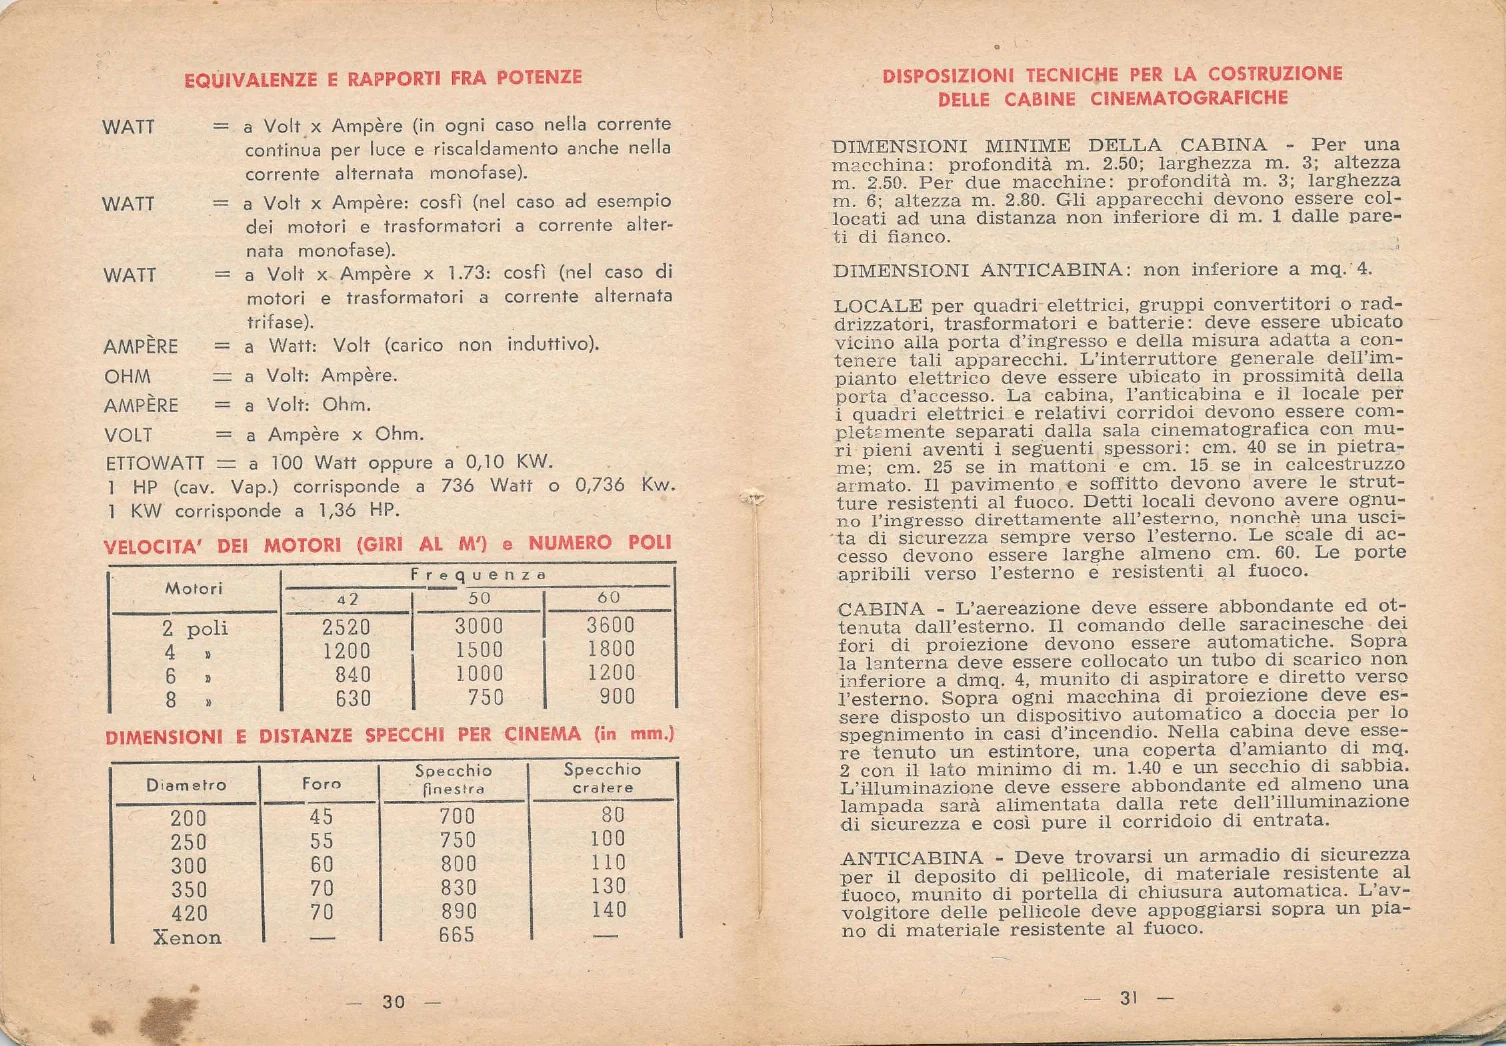 EQUIVALENZE E RAPPORTI FRA POTENZE
WATT = a Volt x Ampère (in ogni caso nella corrente
continua per luce e riscaldamento anche nella
corrente alternata monofase).
WATT = a Volt x Ampère: cosfì (nel caso ad esempio
dei motori e trasformatori a corrente alter-
nata monofase).
WATT = a Volt x Ampère x 1.73: cosfì (nel caso di
motori e trasformatori a corrente alternata
trifase).
AMPÈRE = a Watt: Volt (carico non induttivo).
OHM = a Volt: Ampère.
AMPÈRE = a Volt: Ohm.
VOLT = a Ampère x Ohm.
ETTOWATT = a 100 Watt oppure a 0,10 KW.
1 HP (cav. Vap.) corrisponde a 736 Watt o 0,736 Kw.
1 KW corrisponde a 1,36 HP.
VELOCITA' DEI MOTORI (GIRI AL M') e NUMERO POLI
Motori Frequenza
42 50 60
2 poli 2520 3000 3600
4 » 1200 1500 1800
6 » 840 1000 1200
8 » 630 750 900
DIMENSIONI E DISTANZE SPECCHI PER CINEMA (in mm.)
Diametro Foro Specchio finestra Specchio cratere
200 45 700 80
250 55 750 100
300 60 800 110
350 70 830 130
420 70 890 140
Xenon — 665 —
— 30 —
DISPOSIZIONI TECNICHE PER LA COSTRUZIONE
DELLE CABINE CINEMATOGRAFICHE
DIMENSIONI MINIME DELLA CABINA - Per una
macchina: profondità m. 2.50; larghezza m. 3; altezza
m. 2.50. Per due macchine: profondità m. 3; larghezza
m. 6; altezza m. 2.80. Gli apparecchi devono essere col-
locati ad una distanza non inferiore di m. 1 dalle pare-
ti di fianco.
DIMENSIONI ANTICABINA: non inferiore a mq. 4.
LOCALE per quadri elettrici, gruppi convertitori o rad-
drizzatori, trasformatori e batterie: deve essere ubicato
vicino alla porta d'ingresso e della misura adatta a con-
tenere tali apparecchi. L'interruttore generale dell'im-
pianto elettrico deve essere ubicato in prossimità della
porta d'accesso. La cabina, l'anticabina e il locale per
i quadri elettrici e relativi corridoi devono essere com-
pletamente separati dalla sala cinematografica con mu-
ri pieni aventi i seguenti spessori: cm. 40 se in pietra-
me; cm. 25 se in mattoni e cm. 15 se in calcestruzzo
armato. Il pavimento e soffitto devono avere le strut-
ture resistenti al fuoco. Detti locali devono avere ognu-
no l'ingresso direttamente all'esterno, nonchè una usci-
ta di sicurezza sempre verso l'esterno. Le scale di ac-
cesso devono essere larghe almeno cm. 60. Le porte
apribili verso l'esterno e resistenti al fuoco.
CABINA - L'aereazione deve essere abbondante ed ot-
tenuta dall'esterno. Il comando delle saracinesche dei
fori di proiezione devono essere automatiche. Sopra
la lanterna deve essere collocato un tubo di scarico non
inferiore a dmq. 4, munito di aspiratore e diretto verso
l'esterno. Sopra ogni macchina di proiezione deve es-
sere disposto un dispositivo automatico a doccia per lo
spegnimento in casi d'incendio. Nella cabina deve esse-
re tenuto un estintore, una coperta d'amianto di mq.
2 con il lato minimo di m. 1.40 e un secchio di sabbia.
L'illuminazione deve essere abbondante ed almeno una
lampada sarà alimentata dalla rete dell'illuminazione
di sicurezza e così pure il corridoio di entrata.
ANTICABINA - Deve trovarsi un armadio di sicurezza
per il deposito di pellicole, di materiale resistente al
fuoco, munito di portella di chiusura automatica. L'av-
volgitore delle pellicole deve appoggiarsi sopra un pia-
no di materiale resistente al fuoco.
— 31 —